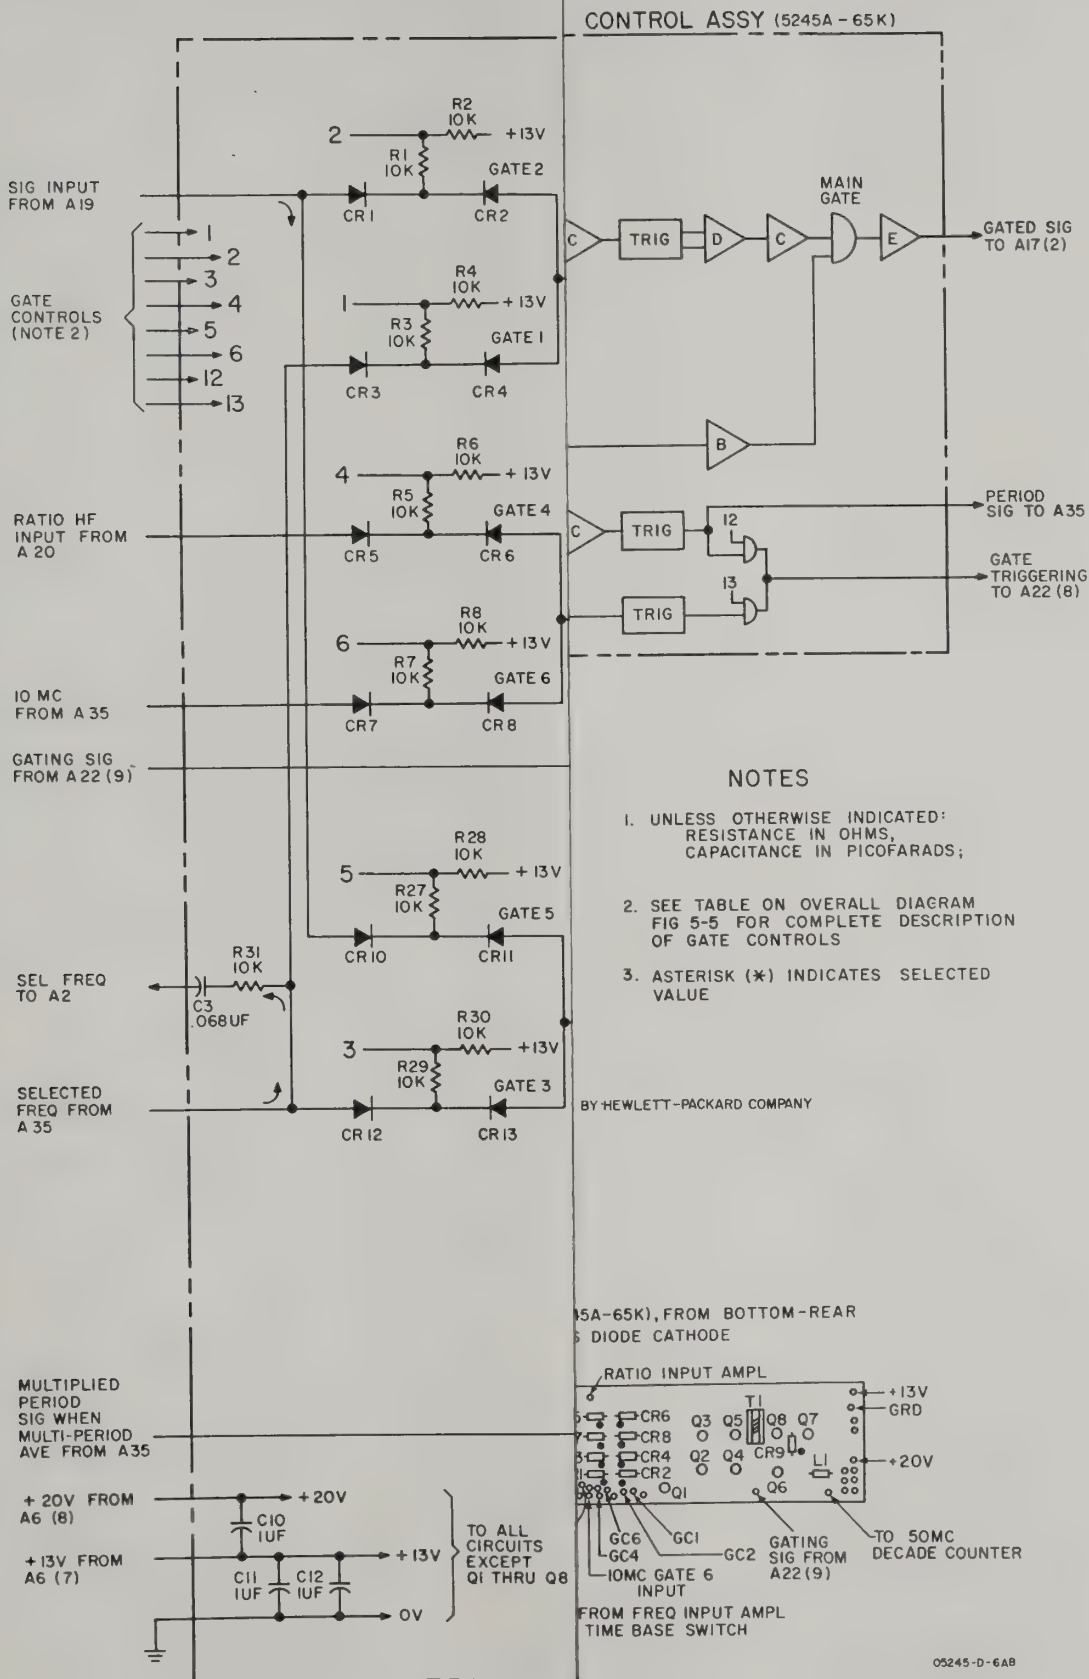 CONTROL ASSY (5245A-65K)
R2
10K
2
+13V
R1
10K
GATE 2
SIG INPUT
FROM A19
CR1
CR2
MAIN
GATE
C
TRIG
D
C
E
GATED SIG
TO A17(2)
1
2
3
4
5
6
12
13
GATE
CONTROLS
(NOTE 2)
R4
10K
1
+13V
R3
10K
GATE 1
CR3
CR4
B
R6
10K
4
+13V
R5
10K
GATE 4
RATIO HF
INPUT FROM
A 20
CR5
CR6
C
TRIG
12
PERIOD
SIG TO A35
13
TRIG
GATE
TRIGGERING
TO A22(8)
R8
10K
6
+13V
R7
10K
GATE 6
10 MC
FROM A35
CR7
CR8
GATING SIG
FROM A22(9)
NOTES
1. UNLESS OTHERWISE INDICATED:
RESISTANCE IN OHMS,
CAPACITANCE IN PICOFARADS;
2. SEE TABLE ON OVERALL DIAGRAM
FIG 5-5 FOR COMPLETE DESCRIPTION
OF GATE CONTROLS
3. ASTERISK (*) INDICATES SELECTED
VALUE
R28
10K
5
+13V
R27
10K
GATE 5
CR10
CR11
R31
10K
SEL FREQ
TO A2
C3
.068UF
R30
10K
3
+13V
R29
10K
GATE 3
SELECTED
FREQ FROM
A35
CR12
CR13
BY HEWLETT-PACKARD COMPANY
45A-65K), FROM BOTTOM-REAR
S DIODE CATHODE
MULTIPLIED
PERIOD
SIG WHEN
MULTI-PERIOD
AVE FROM A35
RATIO INPUT AMPL
+13V
GRD
T1
5
CR6
Q3
Q5
Q8
Q7
7
CR8
3
CR4
Q2
Q4
CR9
L1
+20V
1
CR2
Q1
Q6
GC6
GC1
GC4
GC2
10MC GATE 6
INPUT
GATING
SIG FROM
A22(9)
TO 50MC
DECADE COUNTER
FROM FREQ INPUT AMPL
TIME BASE SWITCH
+20V FROM
A6 (8)
+20V
C10
1UF
+13V FROM
A6 (7)
+13V
C11
1UF
C12
1UF
0V
TO ALL
CIRCUITS
EXCEPT
Q1 THRU Q8
05245-D-6AB